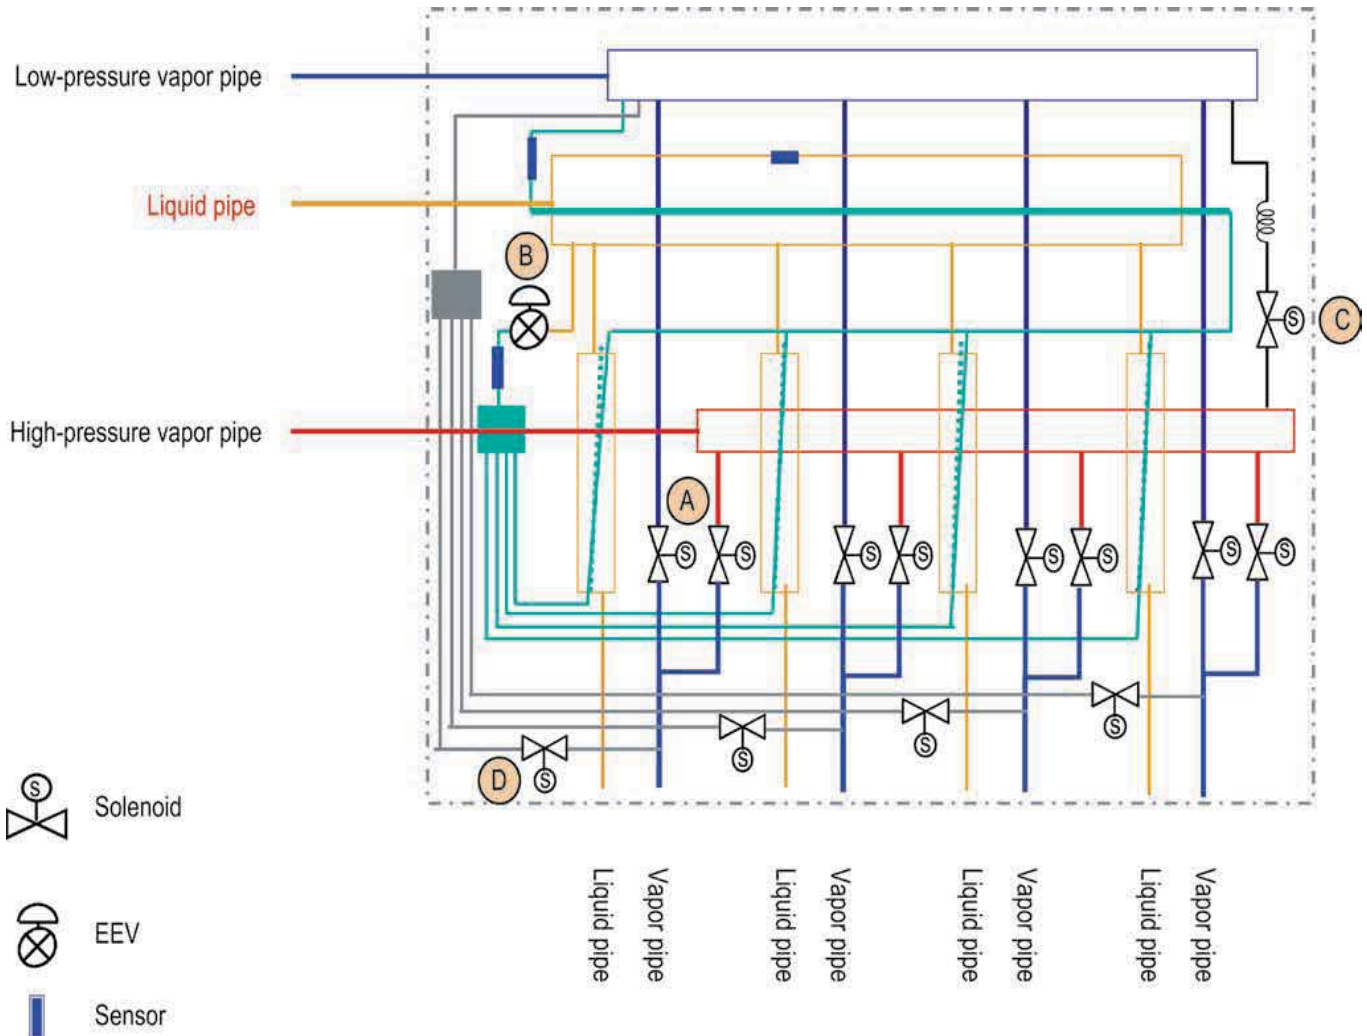 Low-pressure vapor pipe
Liquid pipe
B
C
High-pressure vapor pipe
A
D
S
S
S
S
S
S
S
S
S
S
S
S
S
S
Solenoid
EEV
Sensor
Liquid pipe
Vapor pipe
Liquid pipe
Vapor pipe
Liquid pipe
Vapor pipe
Liquid pipe
Vapor pipe